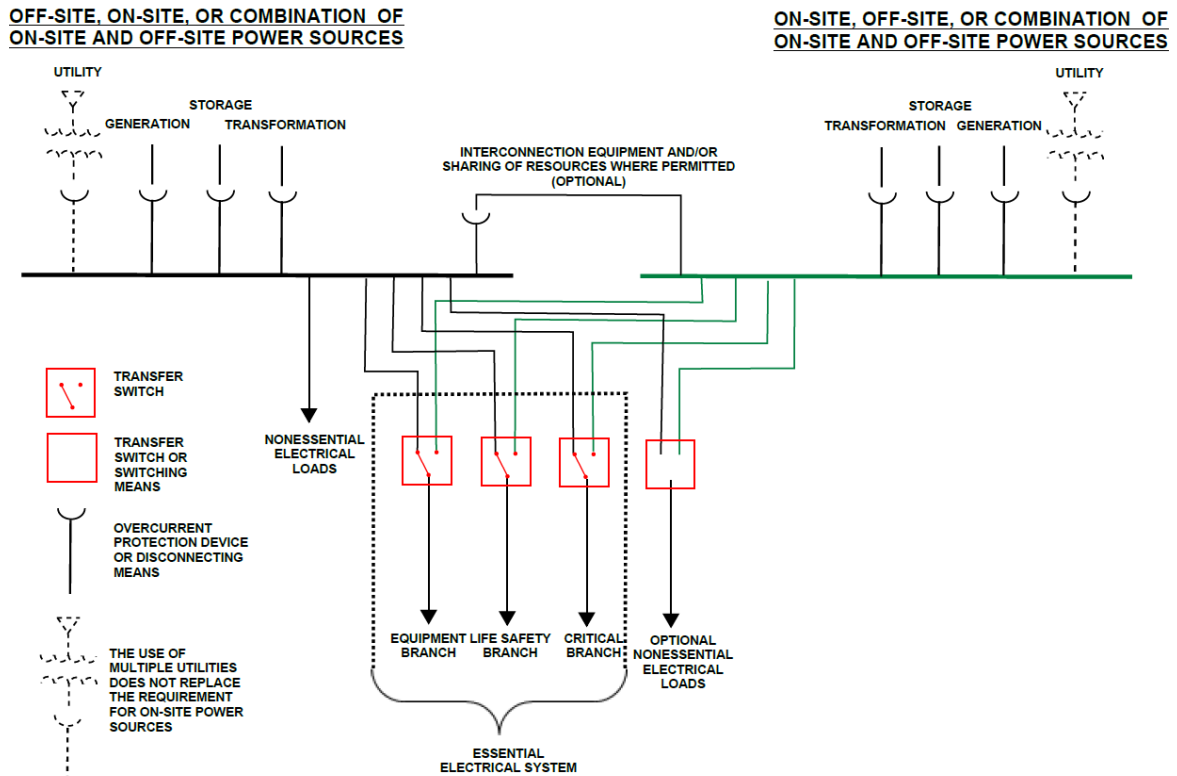 OFF-SITE, ON-SITE, OR COMBINATION OF
ON-SITE AND OFF-SITE POWER SOURCES
ON-SITE, OFF-SITE, OR COMBINATION OF
ON-SITE AND OFF-SITE POWER SOURCES
UTILITY
STORAGE
GENERATION
TRANSFORMATION
INTERCONNECTION EQUIPMENT AND/OR
SHARING OF RESOURCES WHERE PERMITTED
(OPTIONAL)
UTILITY
STORAGE
TRANSFORMATION
GENERATION
TRANSFER
SWITCH
TRANSFER
SWITCH OR
SWITCHING
MEANS
OVERCURRENT
PROTECTION DEVICE
OR DISCONNECTING
MEANS
THE USE OF
MULTIPLE UTILITIES
DOES NOT REPLACE
THE REQUIREMENT
FOR ON-SITE POWER
SOURCES
NONESSENTIAL
ELECTRICAL
LOADS
EQUIPMENT
BRANCH
LIFE SAFETY
BRANCH
CRITICAL
BRANCH
OPTIONAL
NONESSENTIAL
ELECTRICAL
LOADS
ESSENTIAL
ELECTRICAL SYSTEM